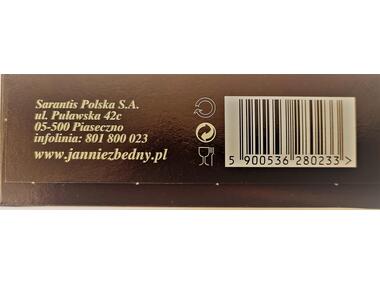 Sarantis Polska S.A.
ul. Puławska 42c
05-500 Piaseczno
infolinia: 801 800 023
www.janniezbedny.pl
5 900536 280233 >